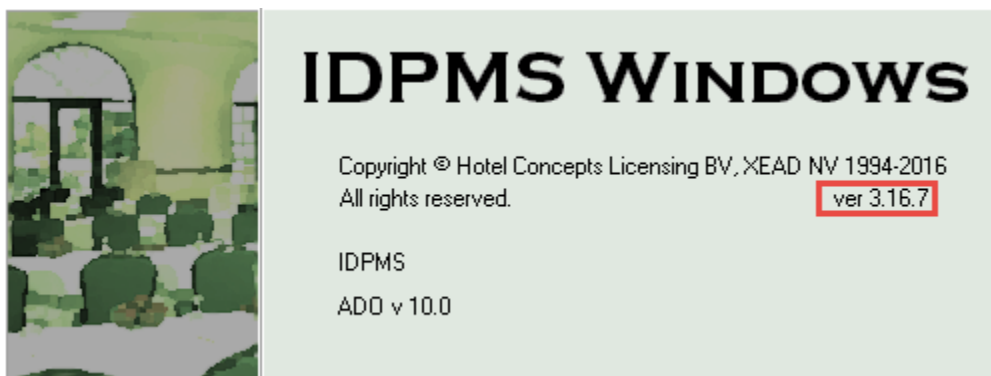 IDPMS WINDOWS
Copyright © Hotel Concepts Licensing BV, XEAD NV 1994-2016
All rights reserved. ver 3.16.7
IDPMS
ADO v 10.0